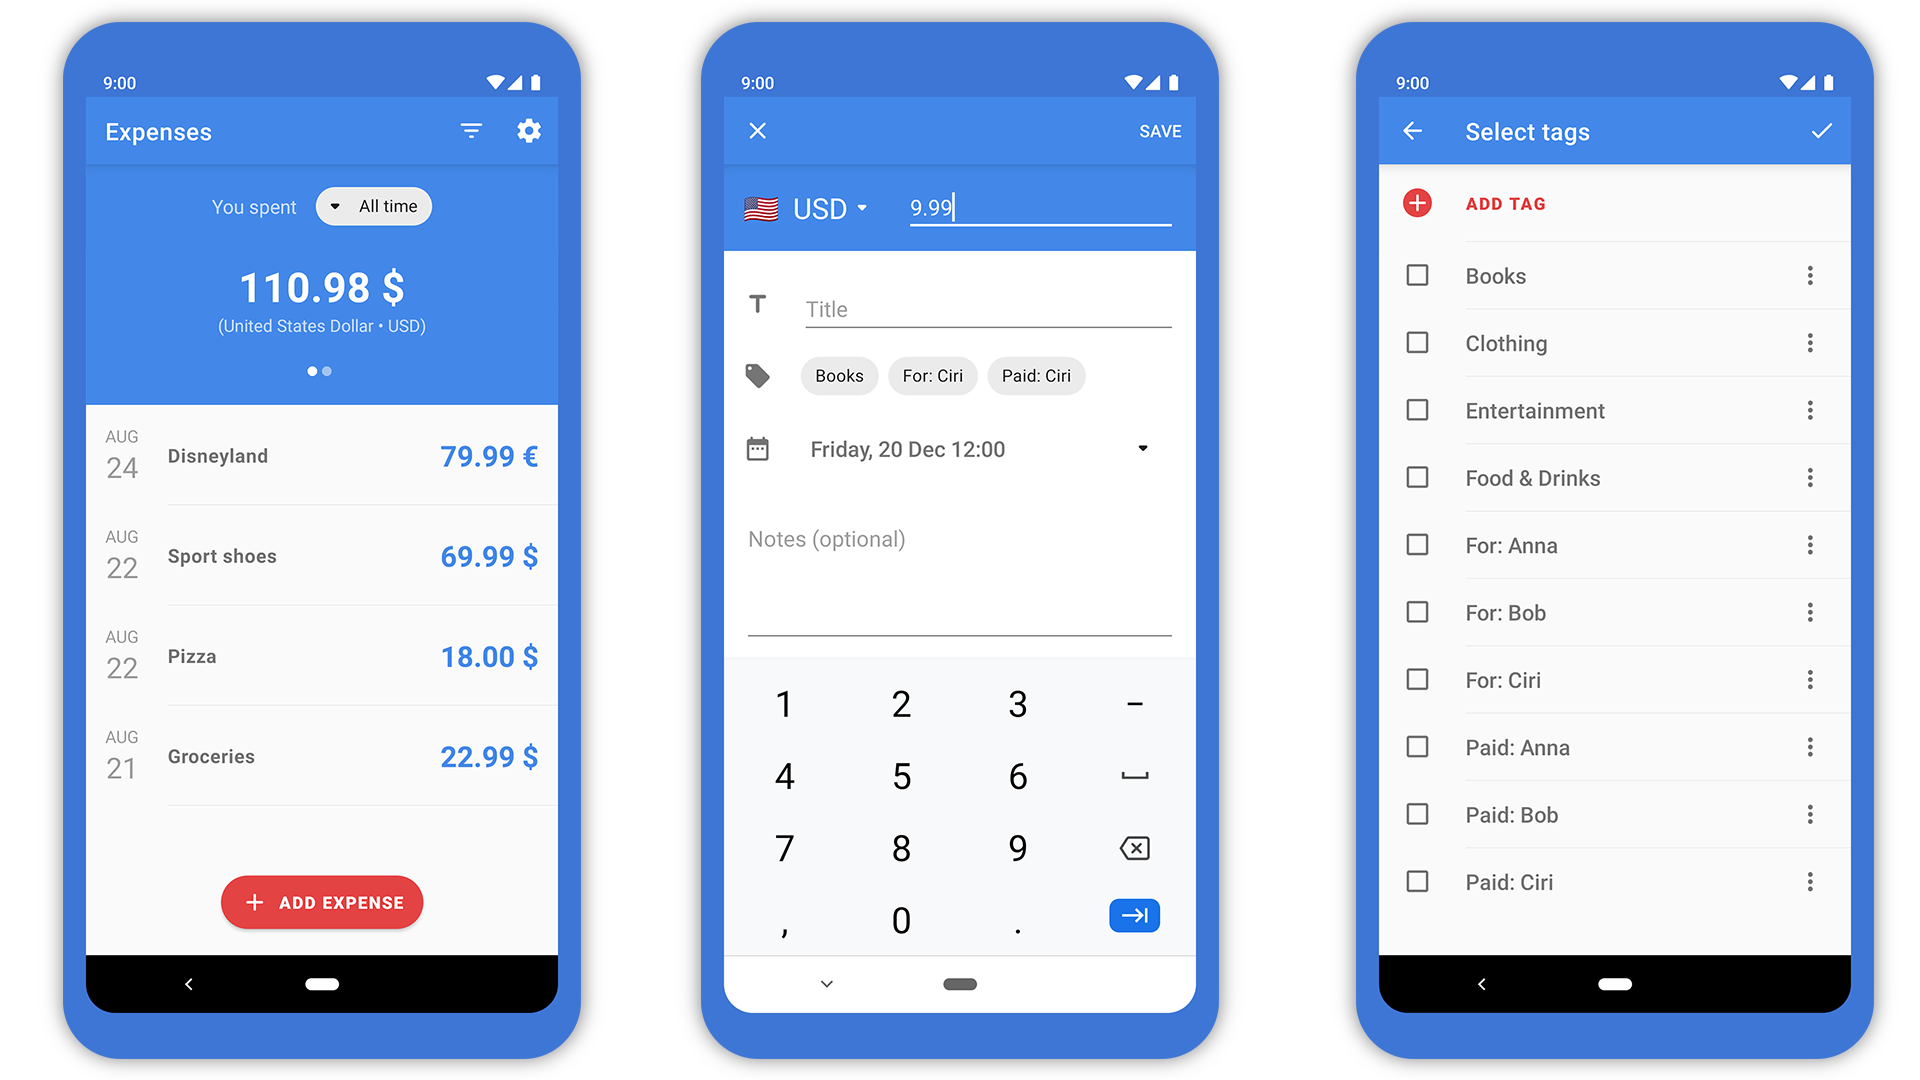 9:00
Expenses
You spent All time
110.98 $
(United States Dollar • USD)
AUG
24
Disneyland
79.99 €
AUG
22
Sport shoes
69.99 $
AUG
22
Pizza
18.00 $
AUG
21
Groceries
22.99 $
+ ADD EXPENSE
9:00
SAVE
USD 9.99
Title
Books For: Ciri Paid: Ciri
Friday, 20 Dec 12:00
Notes (optional)
1 2 3 -
4 5 6
7 8 9
, 0 .
9:00
Select tags
ADD TAG
Books
Clothing
Entertainment
Food & Drinks
For: Anna
For: Bob
For: Ciri
Paid: Anna
Paid: Bob
Paid: Ciri